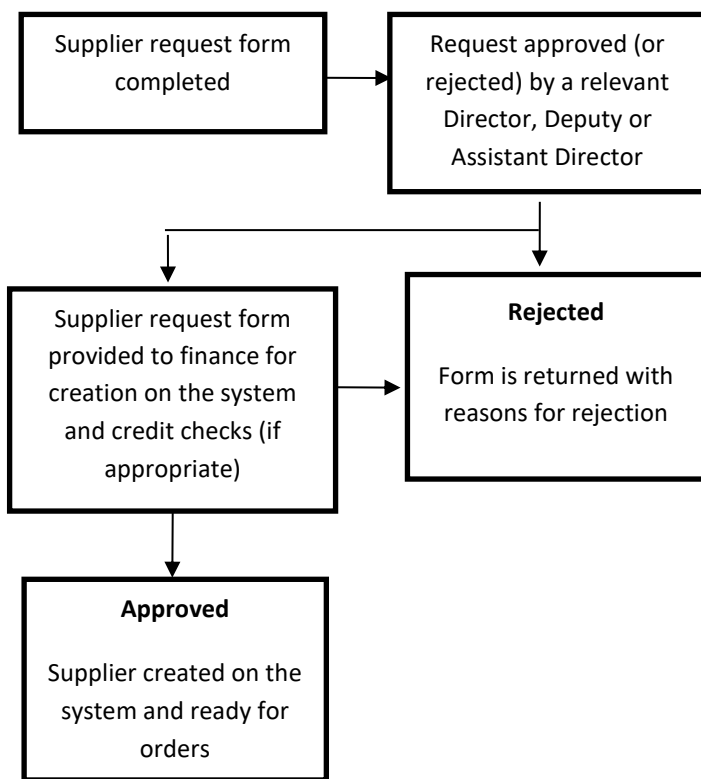 Supplier request form
completed
Request approved (or
rejected) by a relevant
Director, Deputy or
Assistant Director
Supplier request form
provided to finance for
creation on the system
and credit checks (if
appropriate)
Rejected
Form is returned with
reasons for rejection
Approved
Supplier created on the
system and ready for
orders